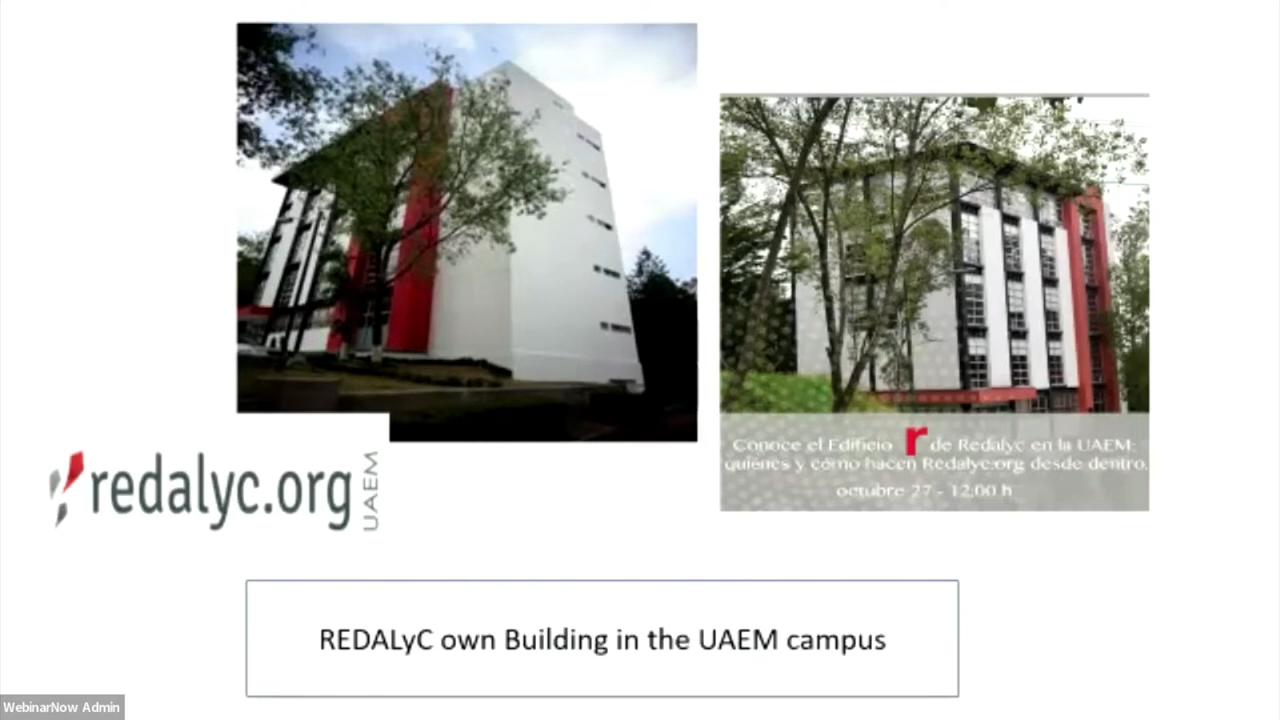 Conoce el Edificio r de Redalyc en la UAEM:
quienes y cómo hacen Redalyc.org desde dentro.
octubre 27 - 12:00 h
redalyc.org
UAEM
REDALyC own Building in the UAEM campus
WebinarNow Admin